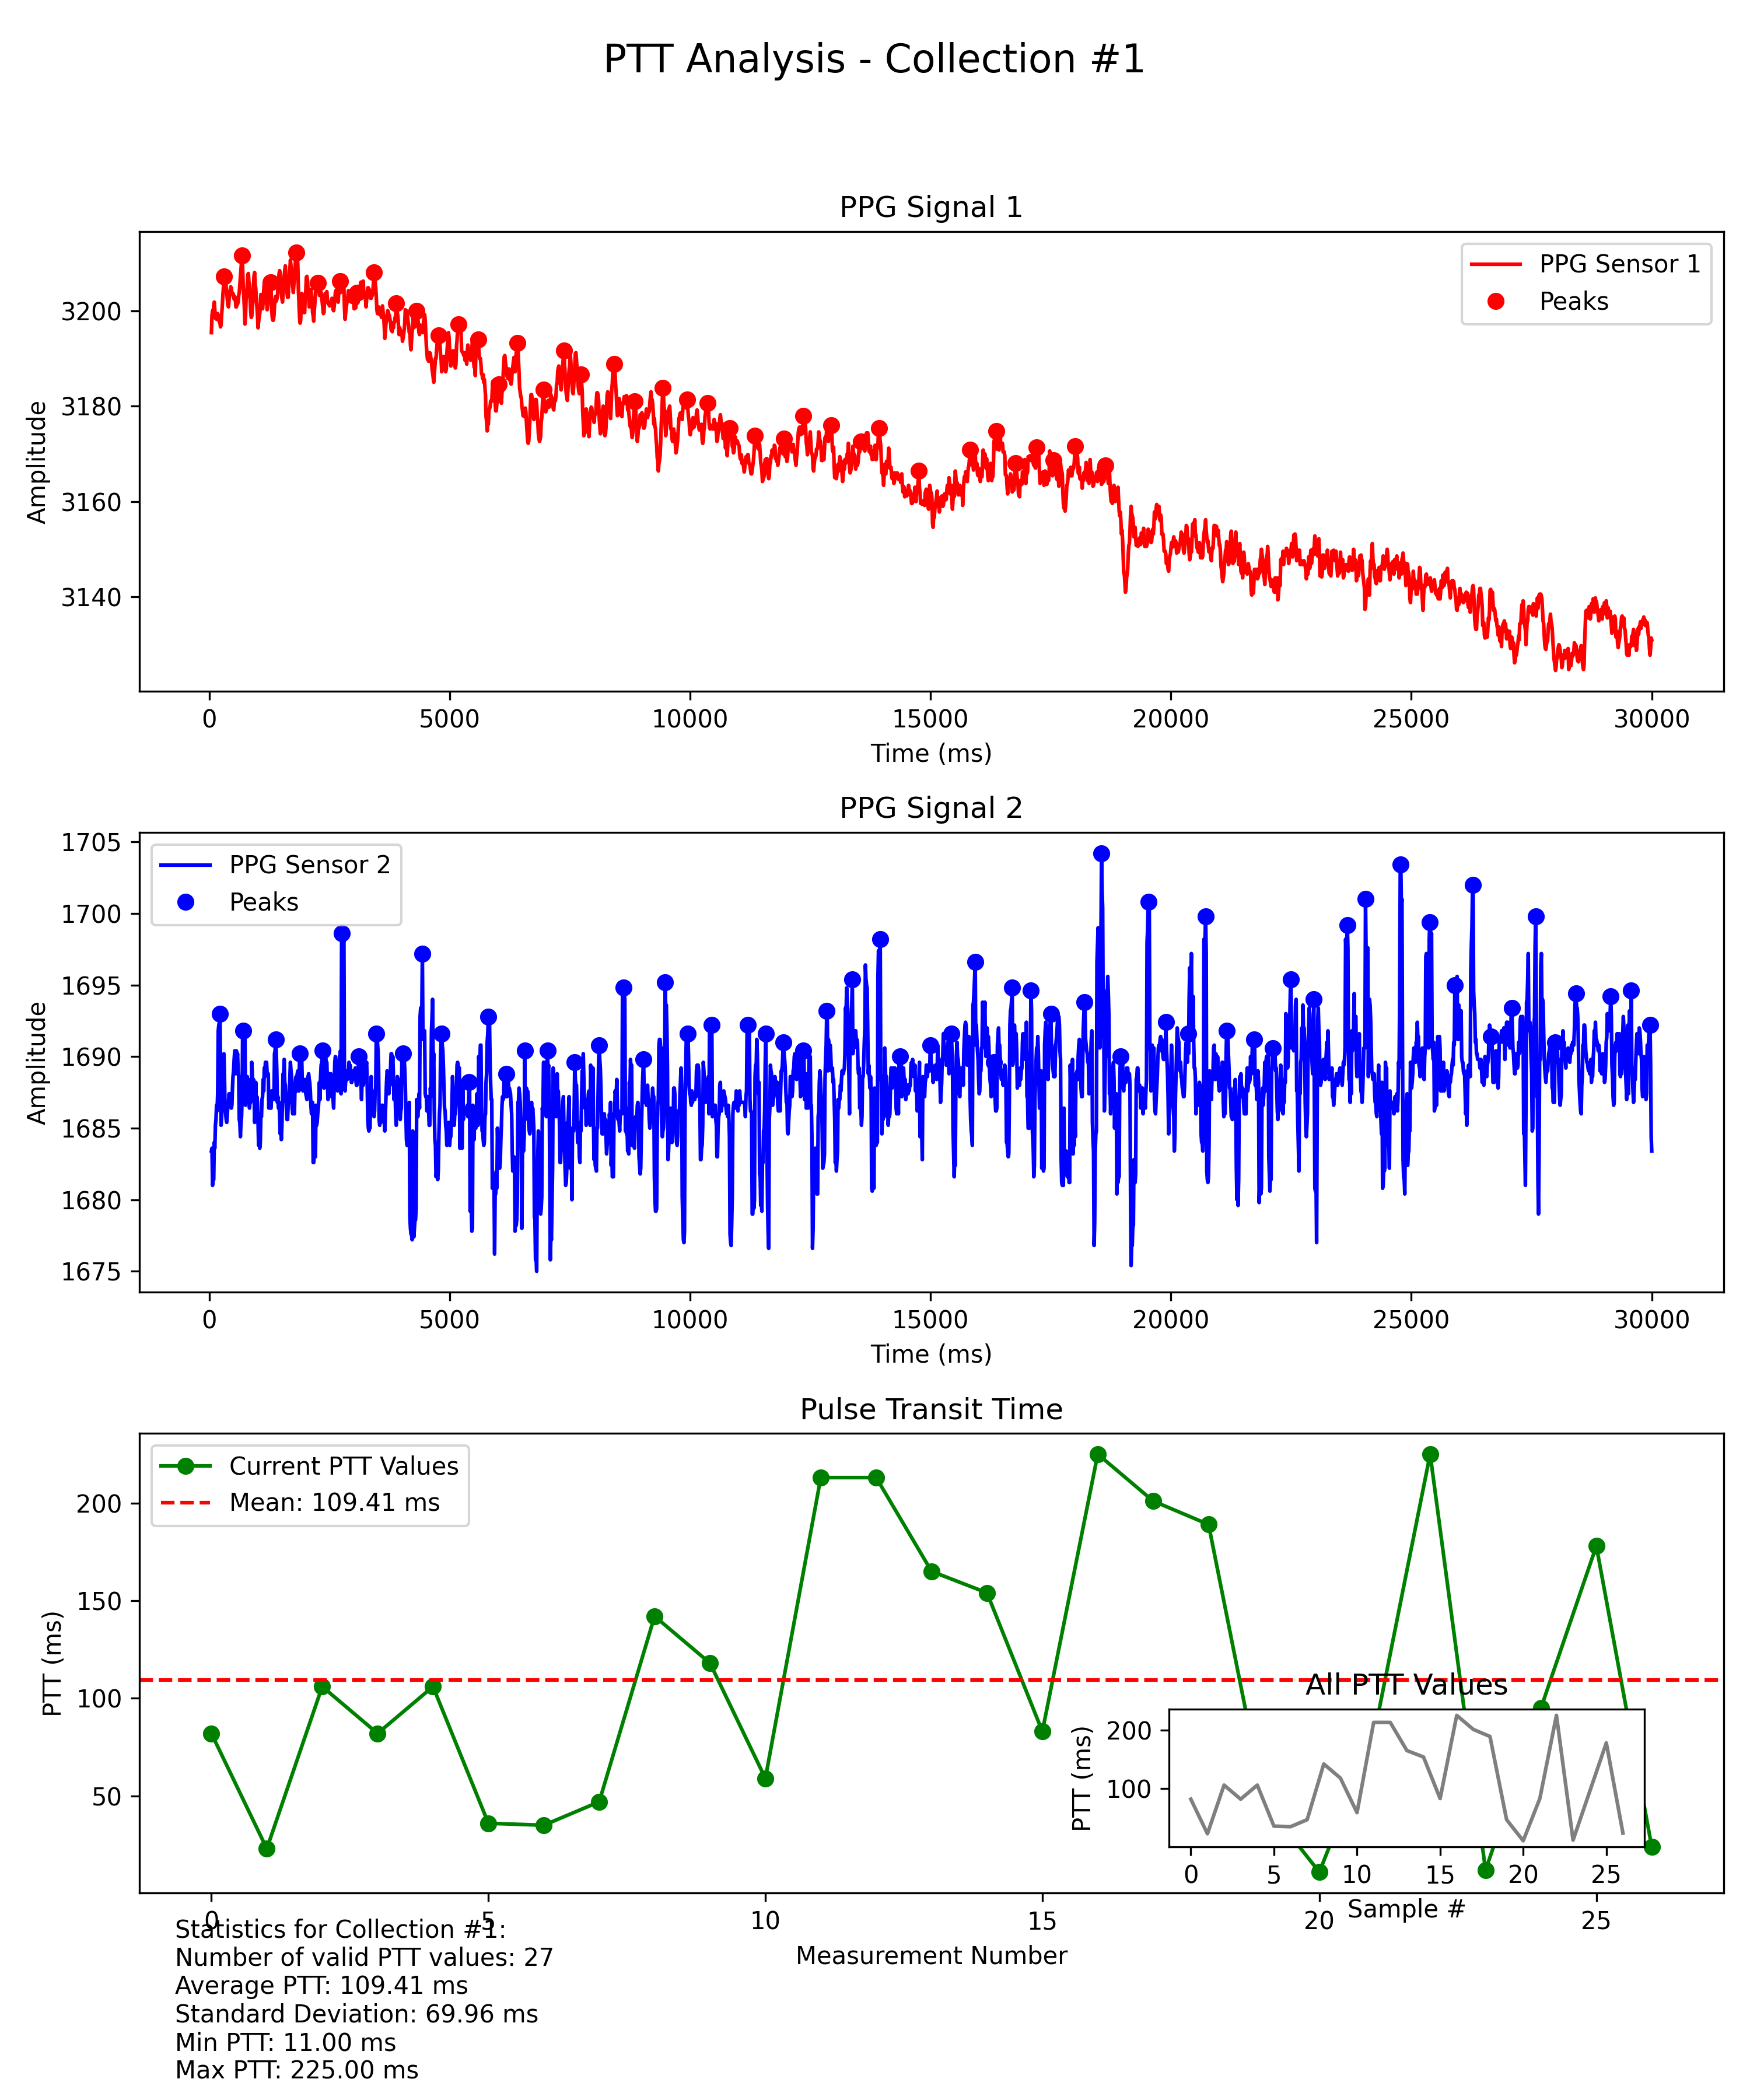 PTT Analysis - Collection #1
PPG Signal 1
PPG Sensor 1
Peaks
Amplitude
3200
3180
3160
3140
0 5000 10000 15000 20000 25000 30000
Time (ms)
PPG Signal 2
PPG Sensor 2
Peaks
Amplitude
1705
1700
1695
1690
1685
1680
1675
0 5000 10000 15000 20000 25000 30000
Time (ms)
Pulse Transit Time
Current PTT Values
Mean: 109.41 ms
PTT (ms)
200
150
100
50
0 5 10 15 20 25
Measurement Number
All PTT Values
PTT (ms)
200
100
0 5 10 15 20 25
Sample #
Statistics for Collection #1:
Number of valid PTT values: 27
Average PTT: 109.41 ms
Standard Deviation: 69.96 ms
Min PTT: 11.00 ms
Max PTT: 225.00 ms